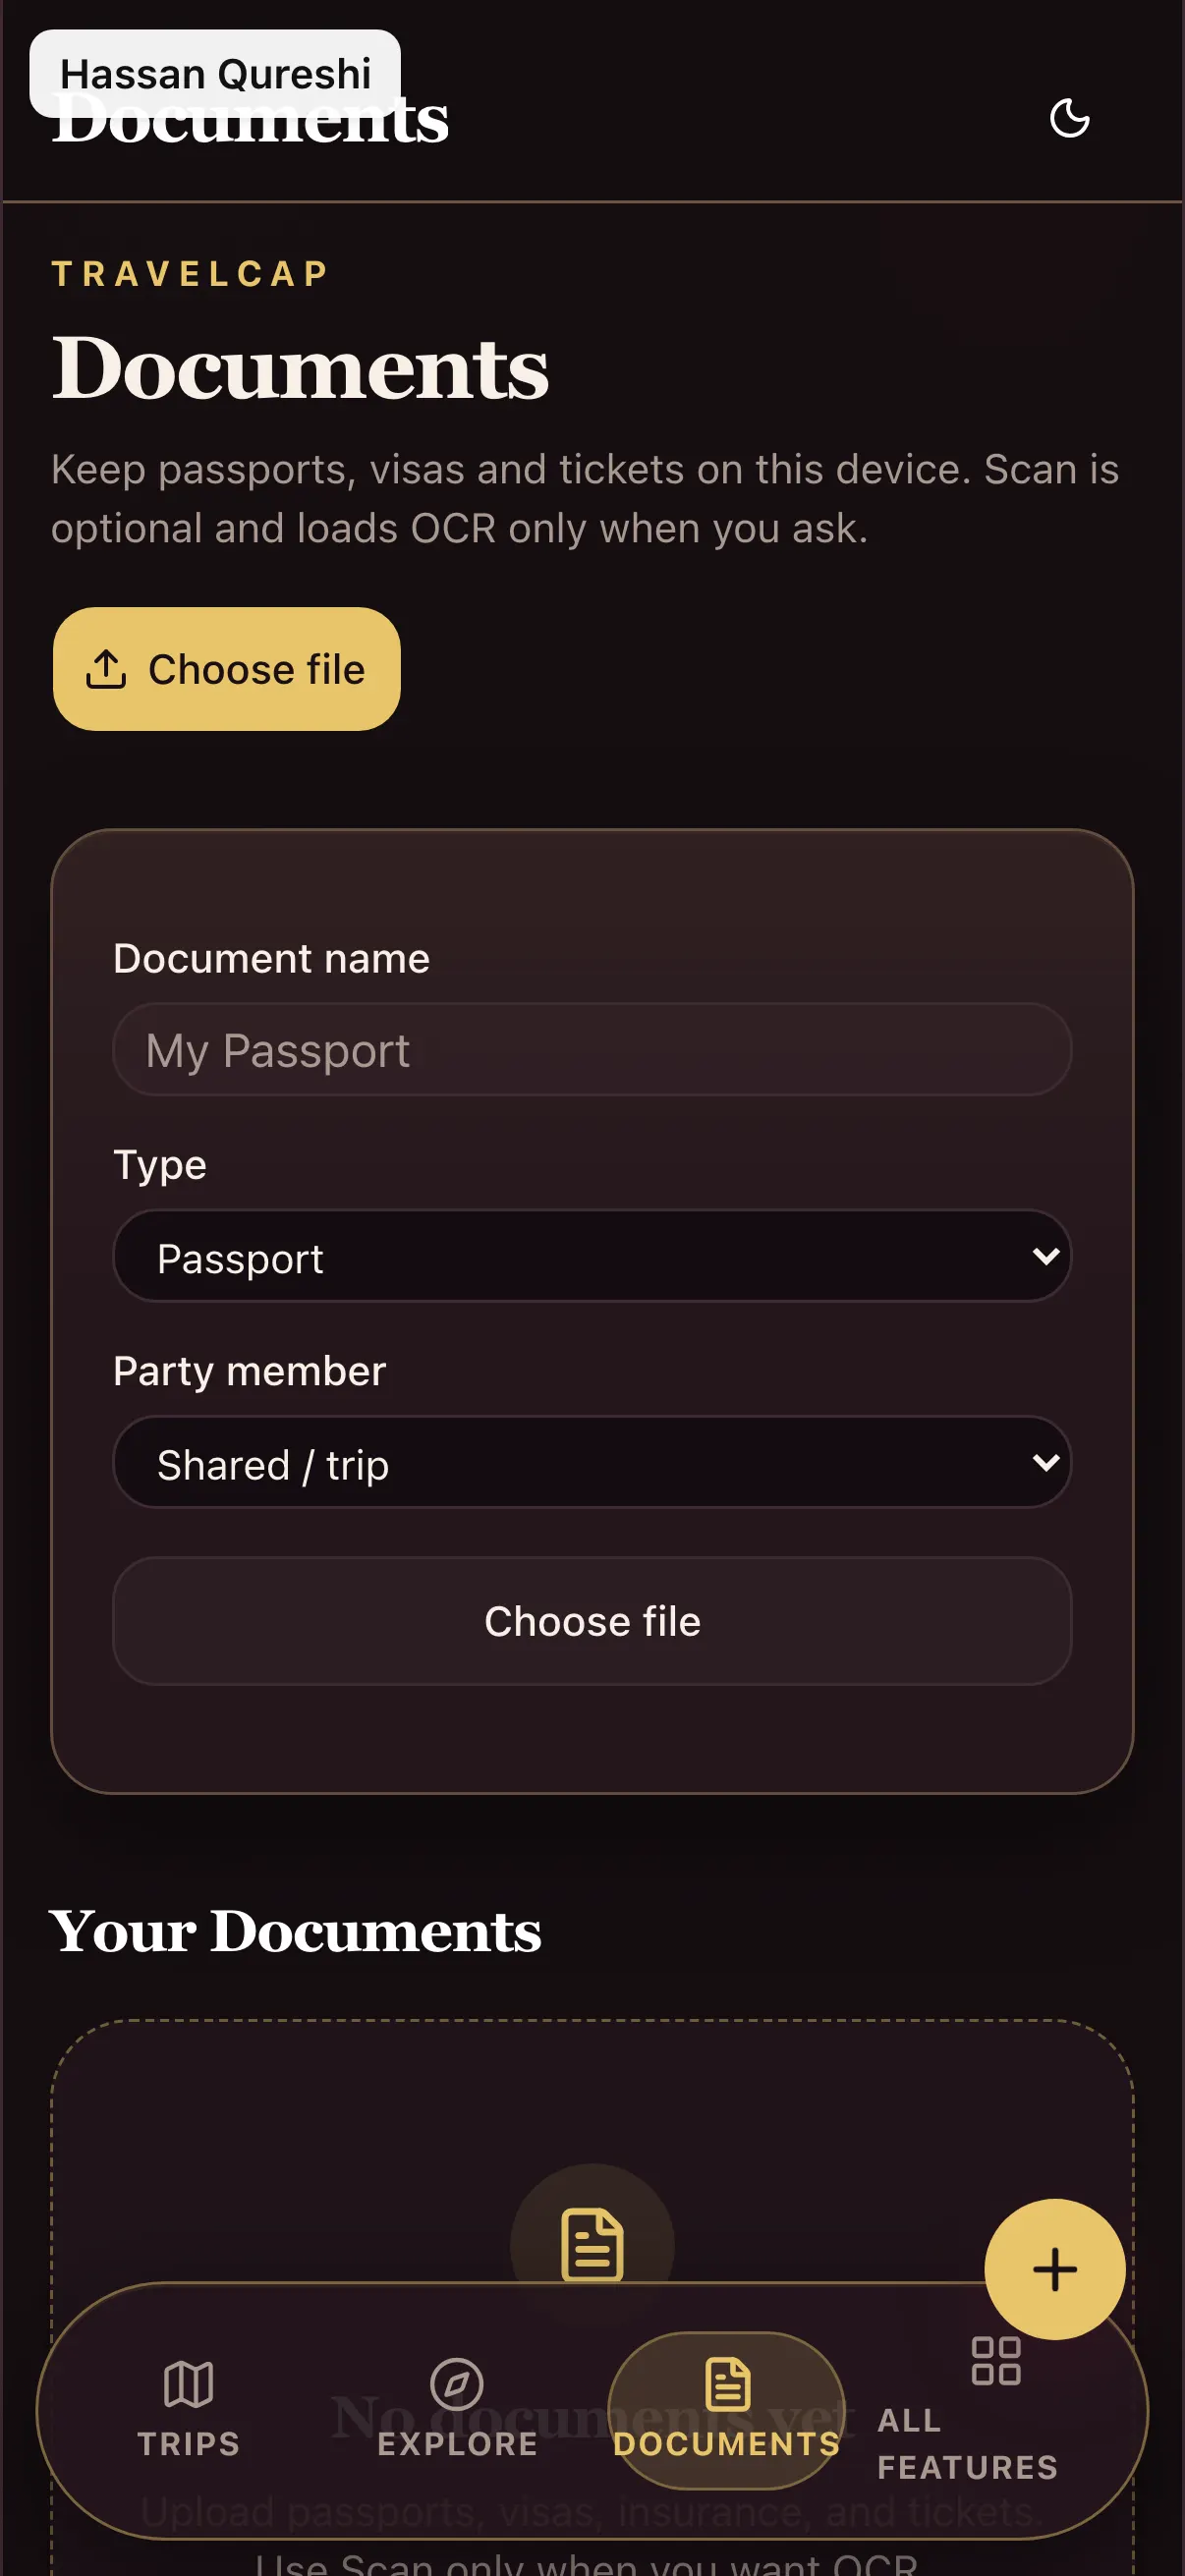 Hassan Qureshi
Documents
TRAVELCAP
Documents
Keep passports, visas and tickets on this device. Scan is
optional and loads OCR only when you ask.
Choose file
Document name
My Passport
Type
Passport
Party member
Shared / trip
Choose file
Your Documents
No documents yet
TRIPS
EXPLORE
DOCUMENTS
ALL
FEATURES
Upload passports, visas, insurance, and tickets.
Use Scan only when you want OCR